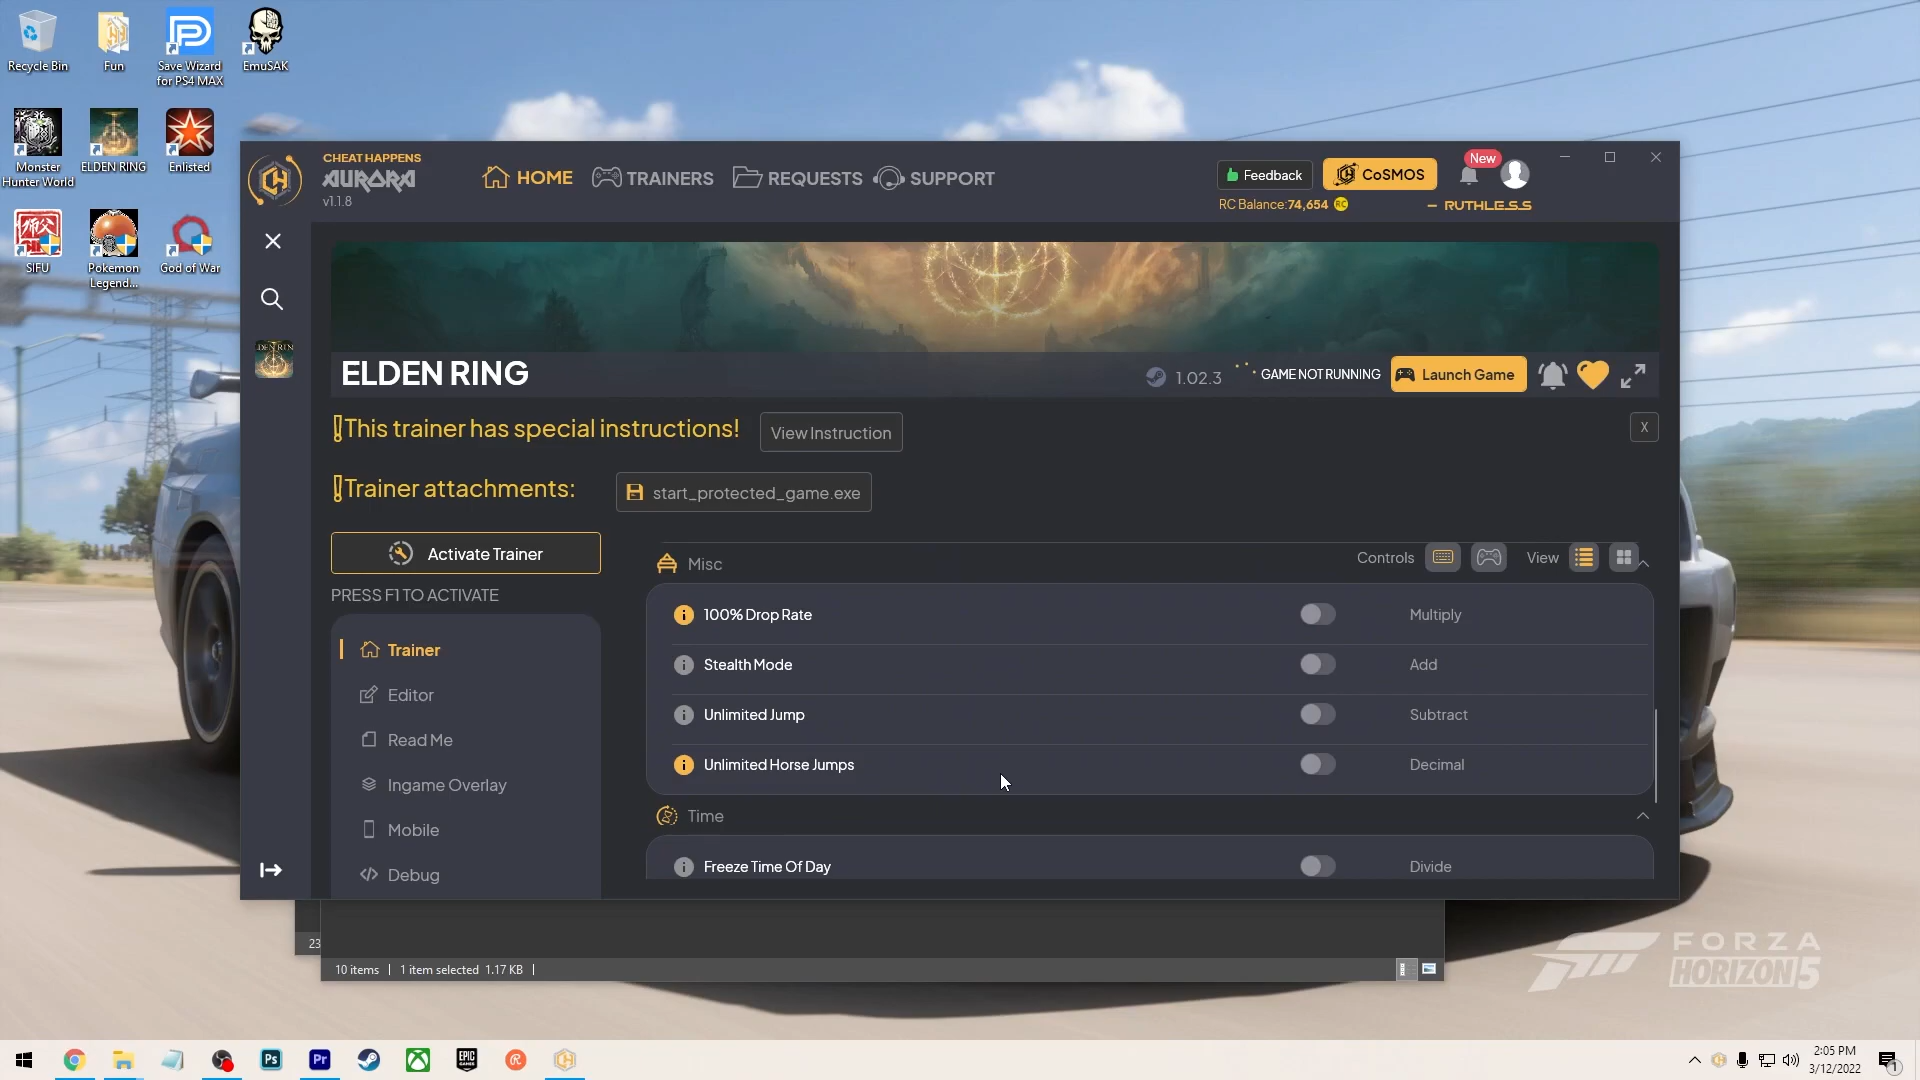 Recycle Bin
Fun
Save Wizard
for PS4 MAX
EmuSAK
Monster
Hunter World
ELDEN RING
Enlisted
SIFU
Pokemon
Legend...
God of War
CHEAT HAPPENS
AURORA
v1.1.8
HOME
TRAINERS
REQUESTS
SUPPORT
Feedback
CoSMOS
New
RC Balance:74,654 RC
RUTHLESS
ELDEN RING
1.02.3
GAME NOT RUNNING
Launch Game
This trainer has special instructions!
View Instruction
X
Trainer attachments:
start_protected_game.exe
Activate Trainer
PRESS F1 TO ACTIVATE
Trainer
Editor
Read Me
Ingame Overlay
Mobile
Debug
Misc
Controls
View
100% Drop Rate
Multiply
Stealth Mode
Add
Unlimited Jump
Subtract
Unlimited Horse Jumps
Decimal
Time
Freeze Time Of Day
Divide
23
10 items
1 item selected 1.17 KB
FORZA
HORIZON 5
Ps
Pr
EPIC
GAMES
2:05 PM
3/12/2022
1